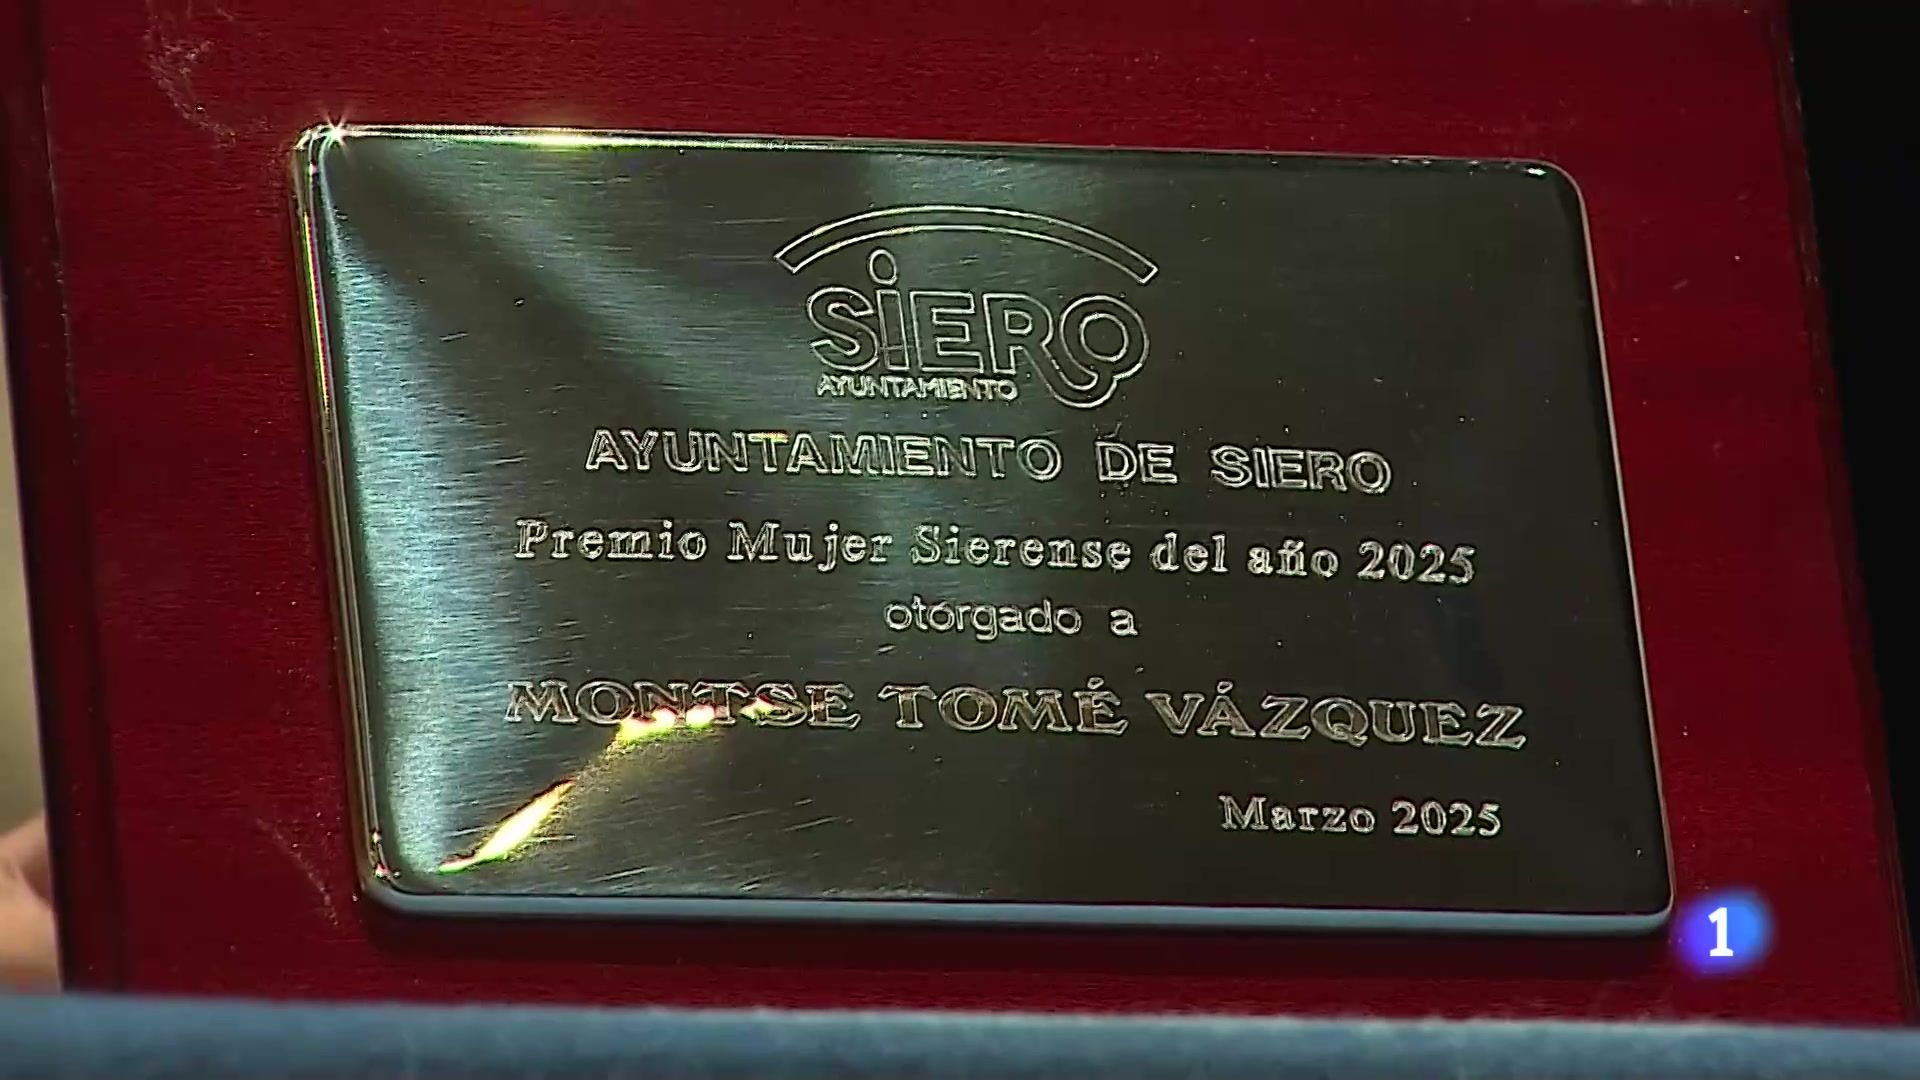 SiERO
AYUNTAMIENTO
AYUNTAMIENTO DE SIERO
Premio Mujer Sierense del año 2025
otorgado a
MONTSE TOMÉ VÁZQUEZ
Marzo 2025
1